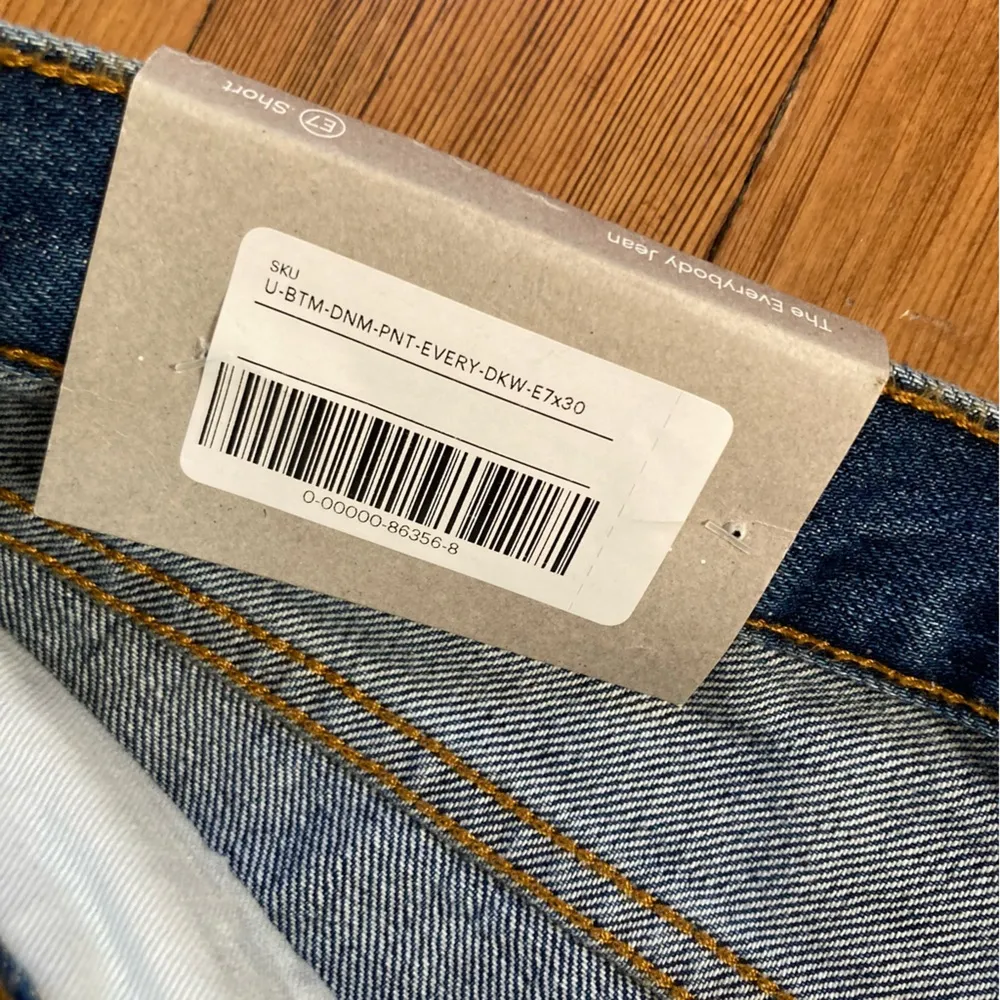 The Everybody Jean
E7 . Short
SKU
U-BTM-DNM-PNT-EVERY-DKW-E7x30
0-00000-86356-8